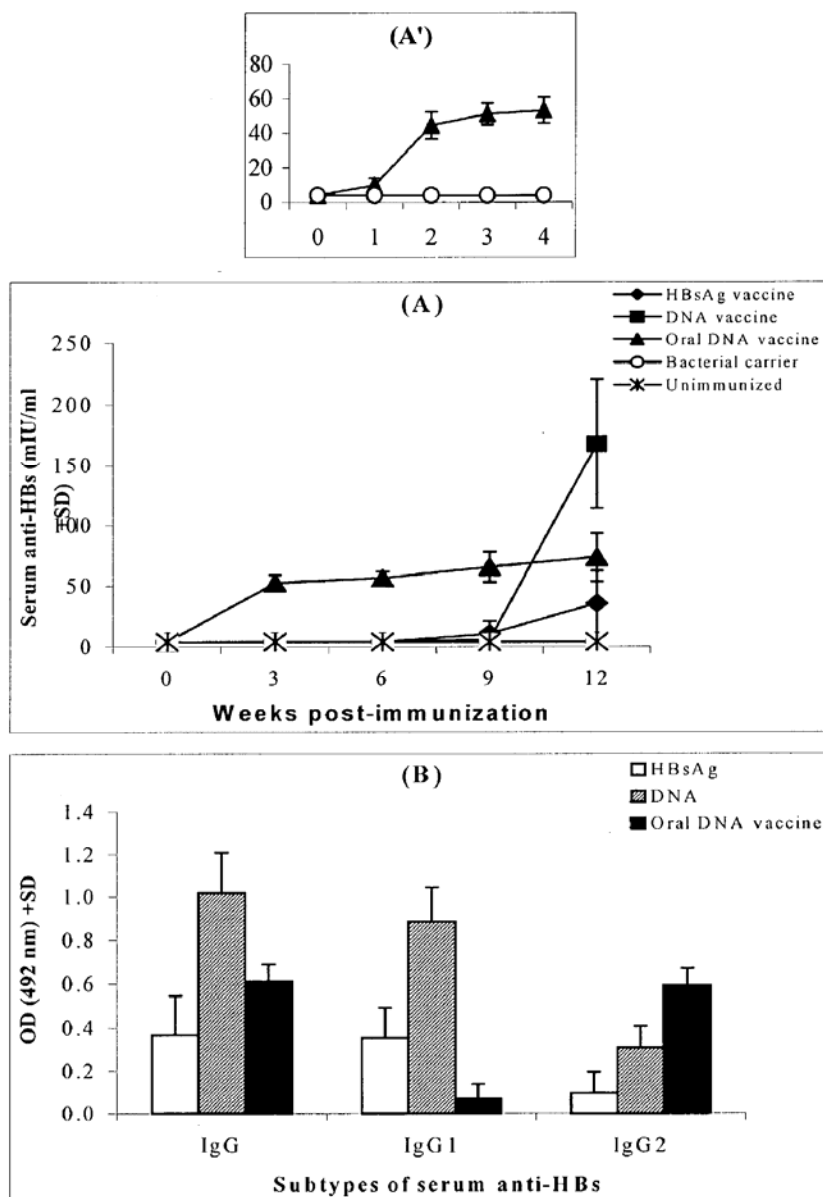 (A')
80
60
40
20
0
0 1 2 3 4
(A)
HBsAg vaccine
DNA vaccine
Oral DNA vaccine
Bacterial carrier
Unimmunized
Serum anti-HBs (mIU/ml
+SD)
250
200
150
100
50
0
0 3 6 9 12
Weeks post-immunization
(B)
HBsAg
DNA
Oral DNA vaccine
OD (492 nm) +SD
1.4
1.2
1.0
0.8
0.6
0.4
0.2
0.0
IgG IgG1 IgG2
Subtypes of serum anti-HBs